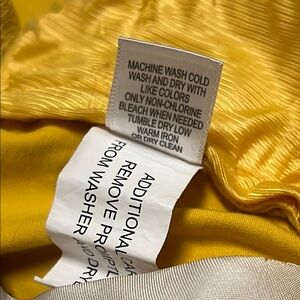 MACHINE WASH COLD
WASH AND DRY WITH
LIKE COLORS
ONLY NON-CHLORINE
BLEACH WHEN NEEDED
TUMBLE DRY LOW
WARM IRON
OR DRY CLEAN
ADDITIONAL
REMOVE
FROM WASHER